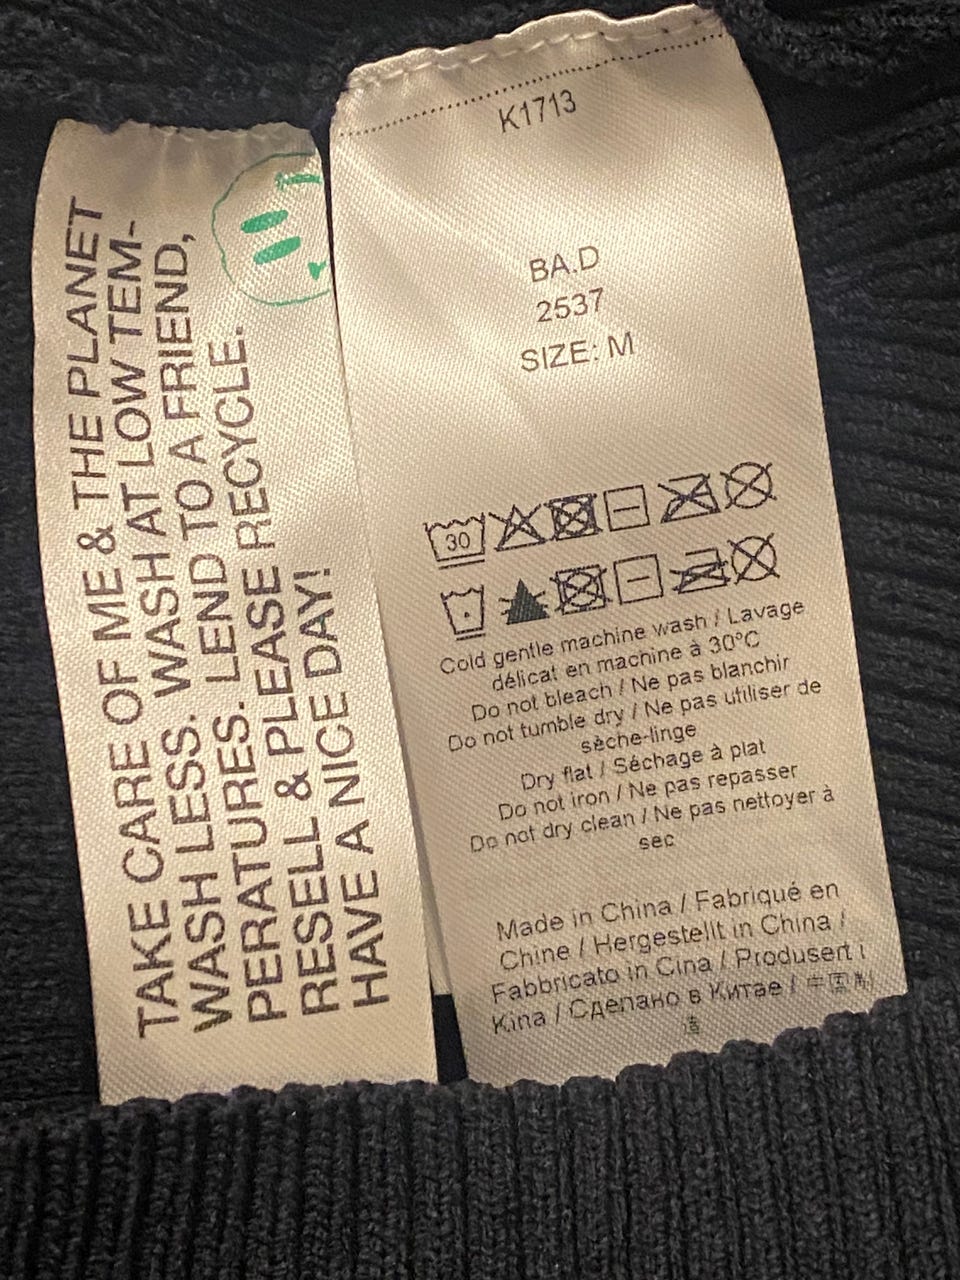 TAKE CARE OF ME & THE PLANET
WASH LESS. WASH AT LOW TEM-
PERATURES. LEND TO A FRIEND,
RESELL & PLEASE RECYCLE.
HAVE A NICE DAY!
K1713
BA.D
2537
SIZE: M
30
Cold gentle machine wash / Lavage
délicat en machine à 30°C
Do not bleach / Ne pas blanchir
Do not tumble dry / Ne pas utiliser de
sèche-linge
Dry flat / Séchage à plat
Do not iron / Ne pas repasser
Do not dry clean / Ne pas nettoyer à
sec
Made in China / Fabriqué en
Chine / Hergestellt in China /
Fabbricato in Cina / Produsert i
Kina / Сделано в Китае / 中国制
造